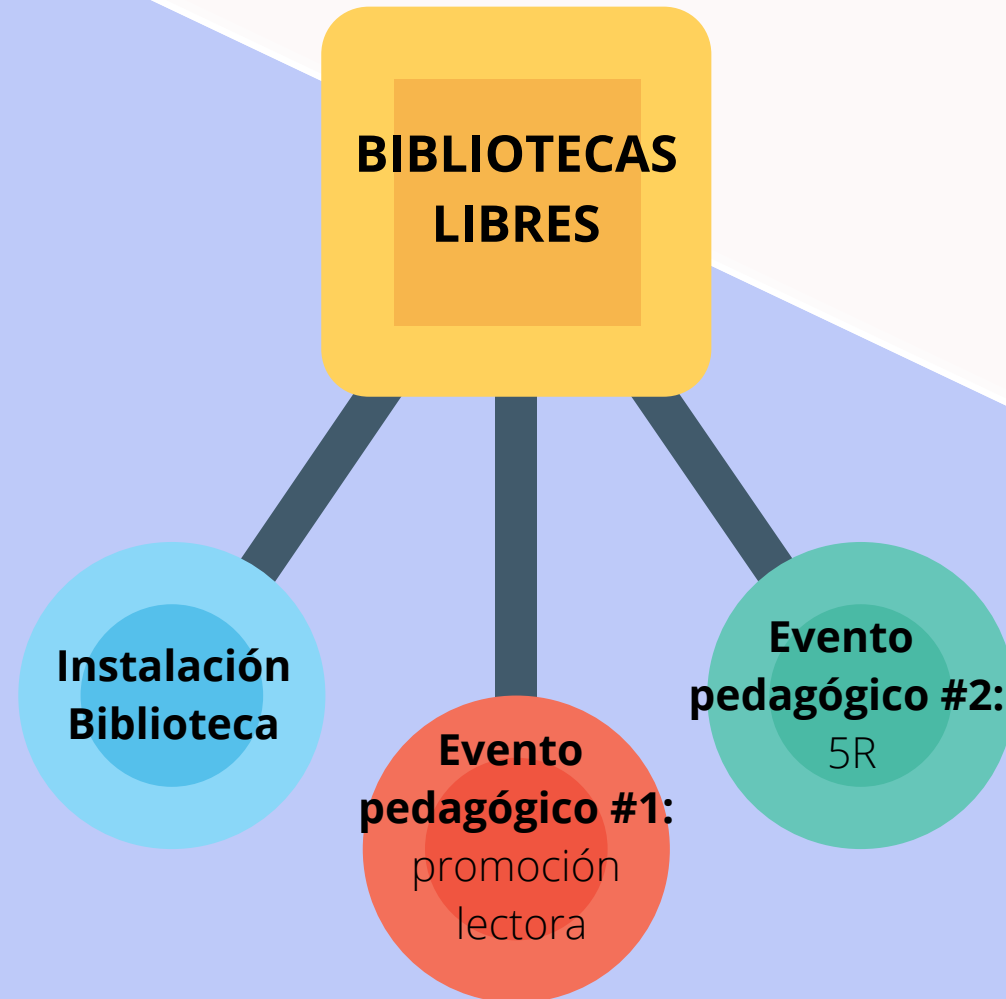 BIBLIOTECAS
LIBRES
Instalación
Biblioteca
Evento
pedagógico #1:
promoción
lectora
Evento
pedagógico #2:
5R